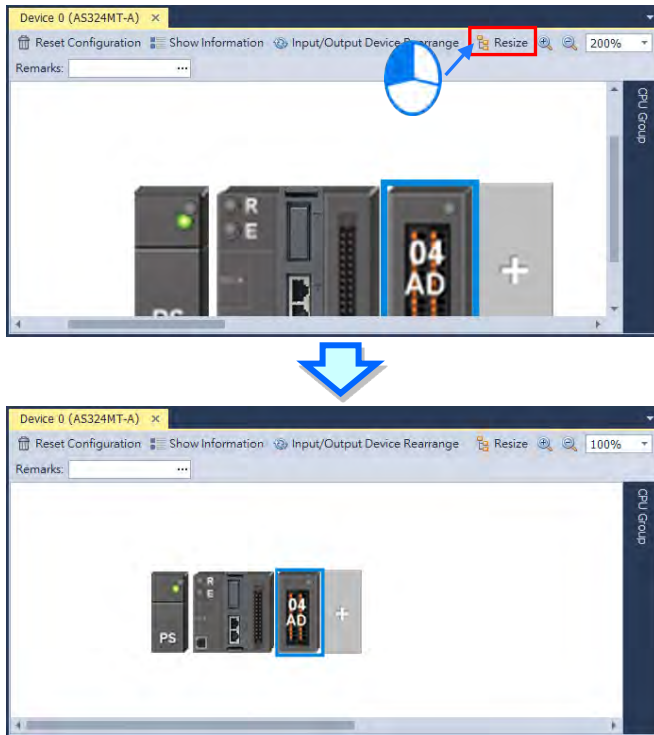 Device 0 (AS324MT-A) ×
Reset Configuration Show Information Input/Output Device Rearrange Resize 200%
Remarks: ...
CPU Group
R
E
04
AD
+
Device 0 (AS324MT-A) ×
Reset Configuration Show Information Input/Output Device Rearrange Resize 100%
Remarks: ...
CPU Group
R
E
PS
04
AD
+